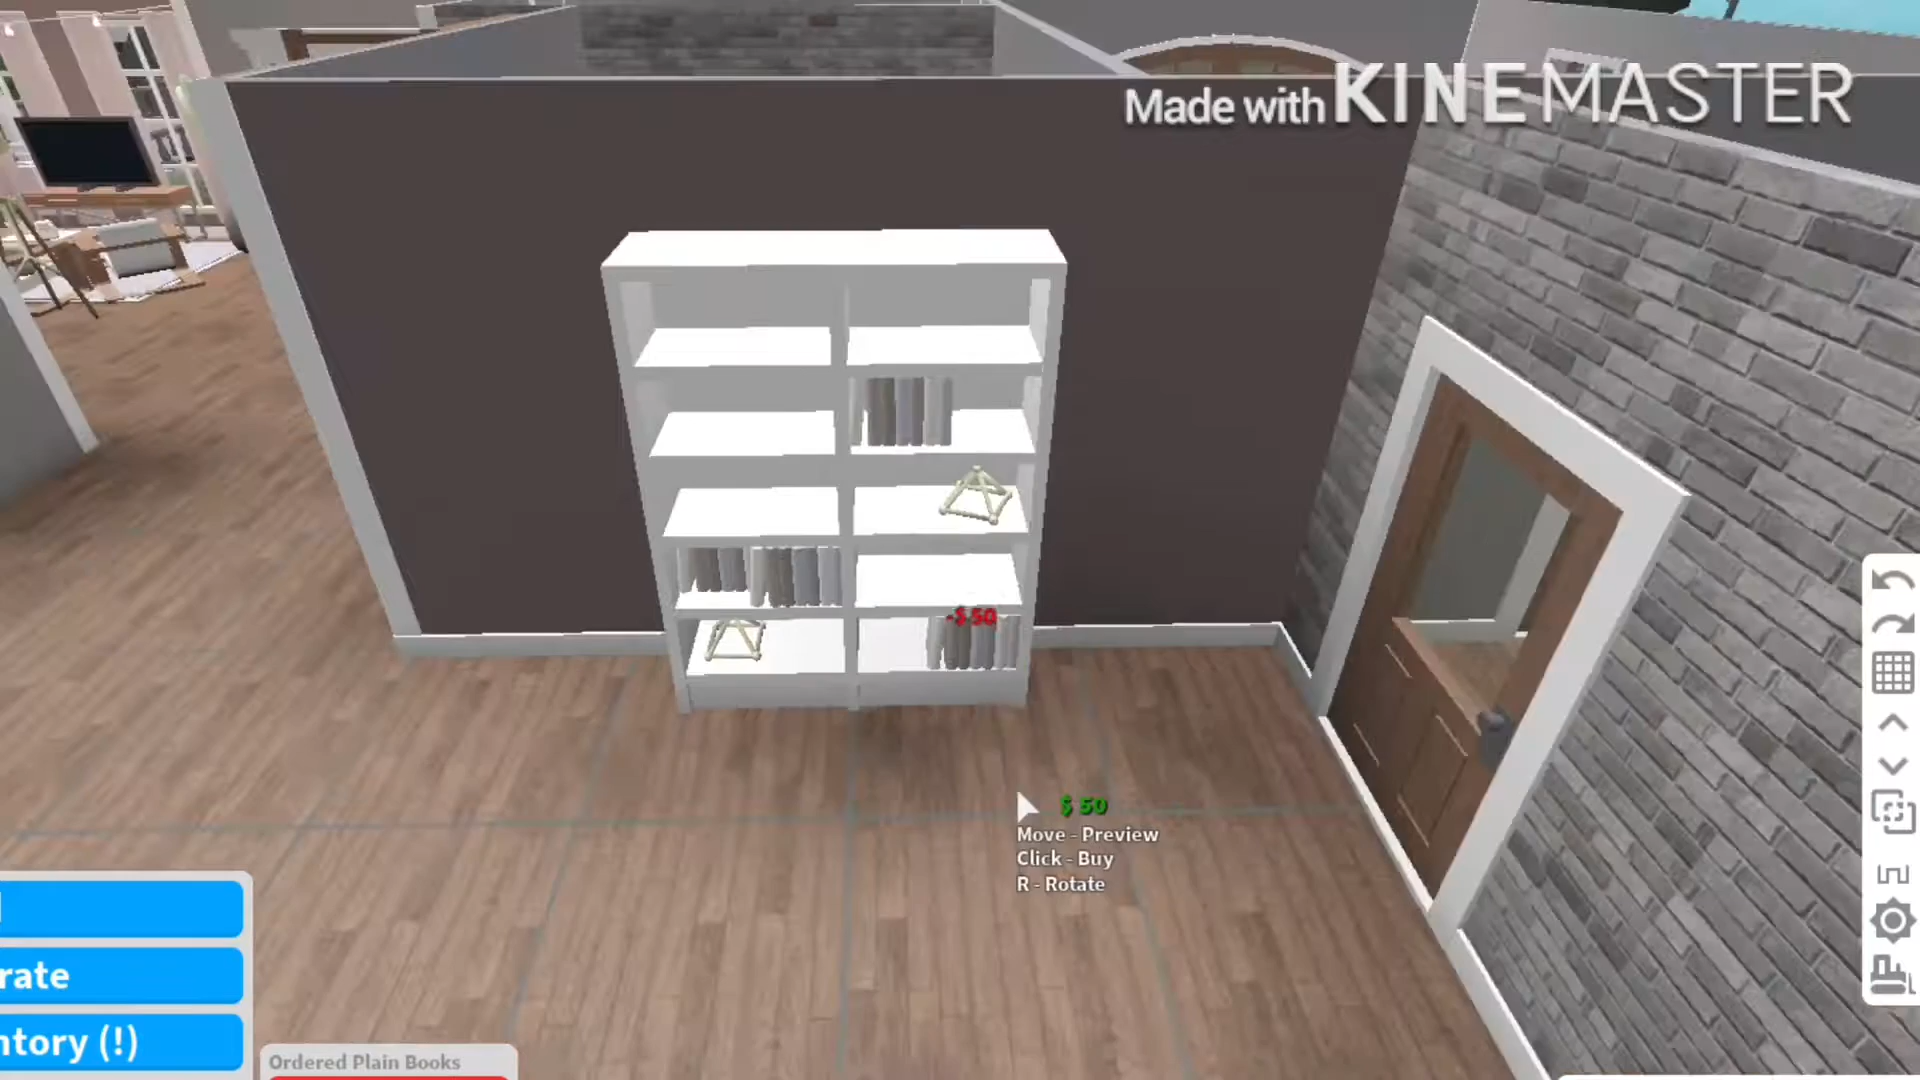 Made with KINEMASTER
-$ 50
$ 50
Move - Preview
Click - Buy
R - Rotate
rate
ntory (!)
Ordered Plain Books